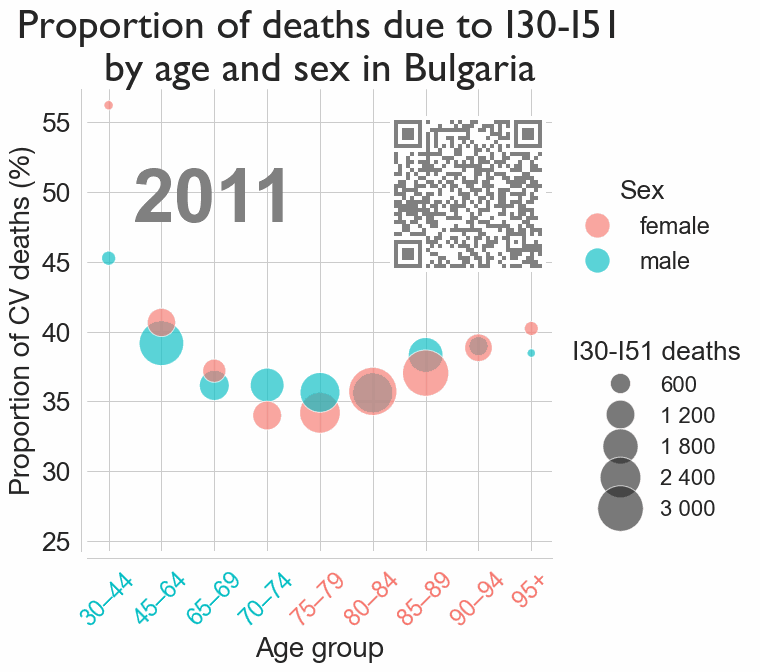 Proportion of deaths due to I30-I51
by age and sex in Bulgaria
2011
Proportion of CV deaths (%)
55
50
45
40
35
30
25
30–44
45–64
65–69
70–74
75–79
80–84
85–89
90–94
95+
Age group
Sex
female
male
I30-I51 deaths
600
1 200
1 800
2 400
3 000